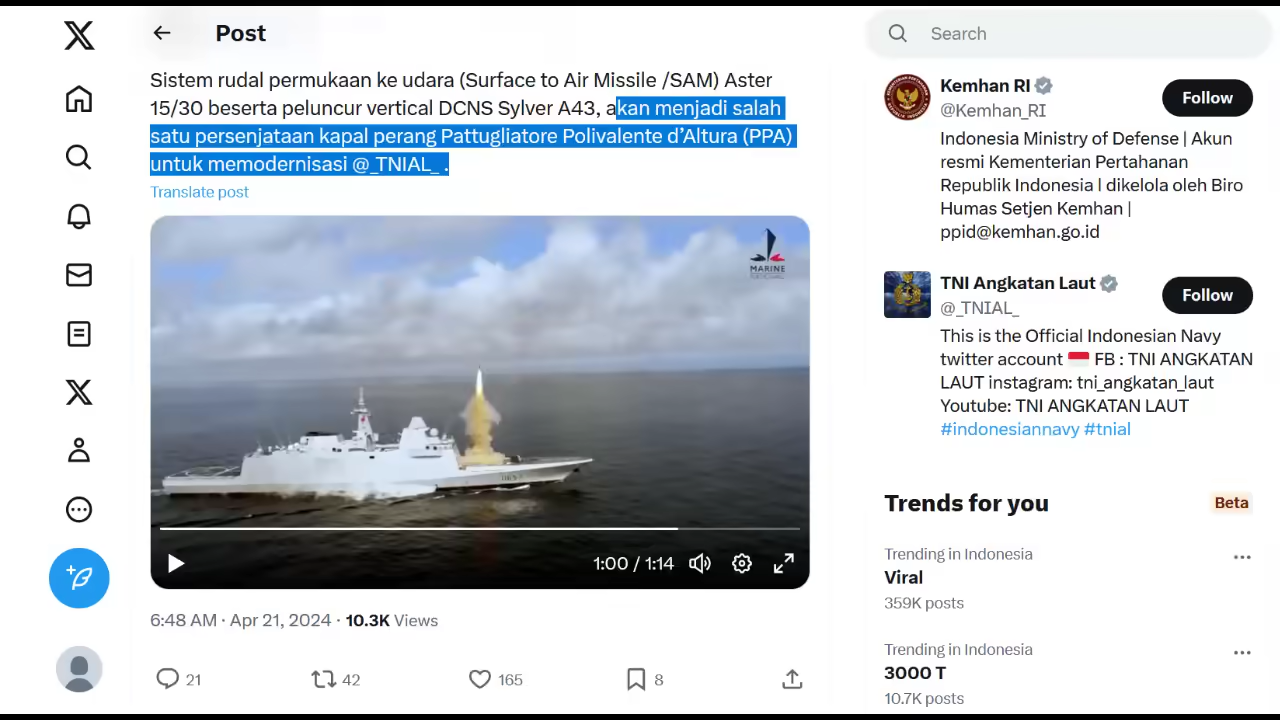 Post
Sistem rudal permukaan ke udara (Surface to Air Missile /SAM) Aster
15/30 beserta peluncur vertical DCNS Sylver A43, akan menjadi salah
satu persenjataan kapal perang Pattugliatore Polivalente d’Altura (PPA)
untuk memodernisasi @_TNIAL_ .
Translate post
MARINE
1:00 / 1:14
6:48 AM · Apr 21, 2024 · 10.3K Views
21
42
165
8
Search
Kemhan RI
@Kemhan_RI
Follow
Indonesia Ministry of Defense | Akun
resmi Kementerian Pertahanan
Republik Indonesia l dikelola oleh Biro
Humas Setjen Kemhan |
ppid@kemhan.go.id
TNI Angkatan Laut
@_TNIAL_
Follow
This is the Official Indonesian Navy
twitter account 🇮🇩 FB : TNI ANGKATAN
LAUT instagram: tni_angkatan_laut
Youtube: TNI ANGKATAN LAUT
#indonesiannavy #tnial
Trends for you
Beta
Trending in Indonesia
Viral
359K posts
Trending in Indonesia
3000 T
10.7K posts